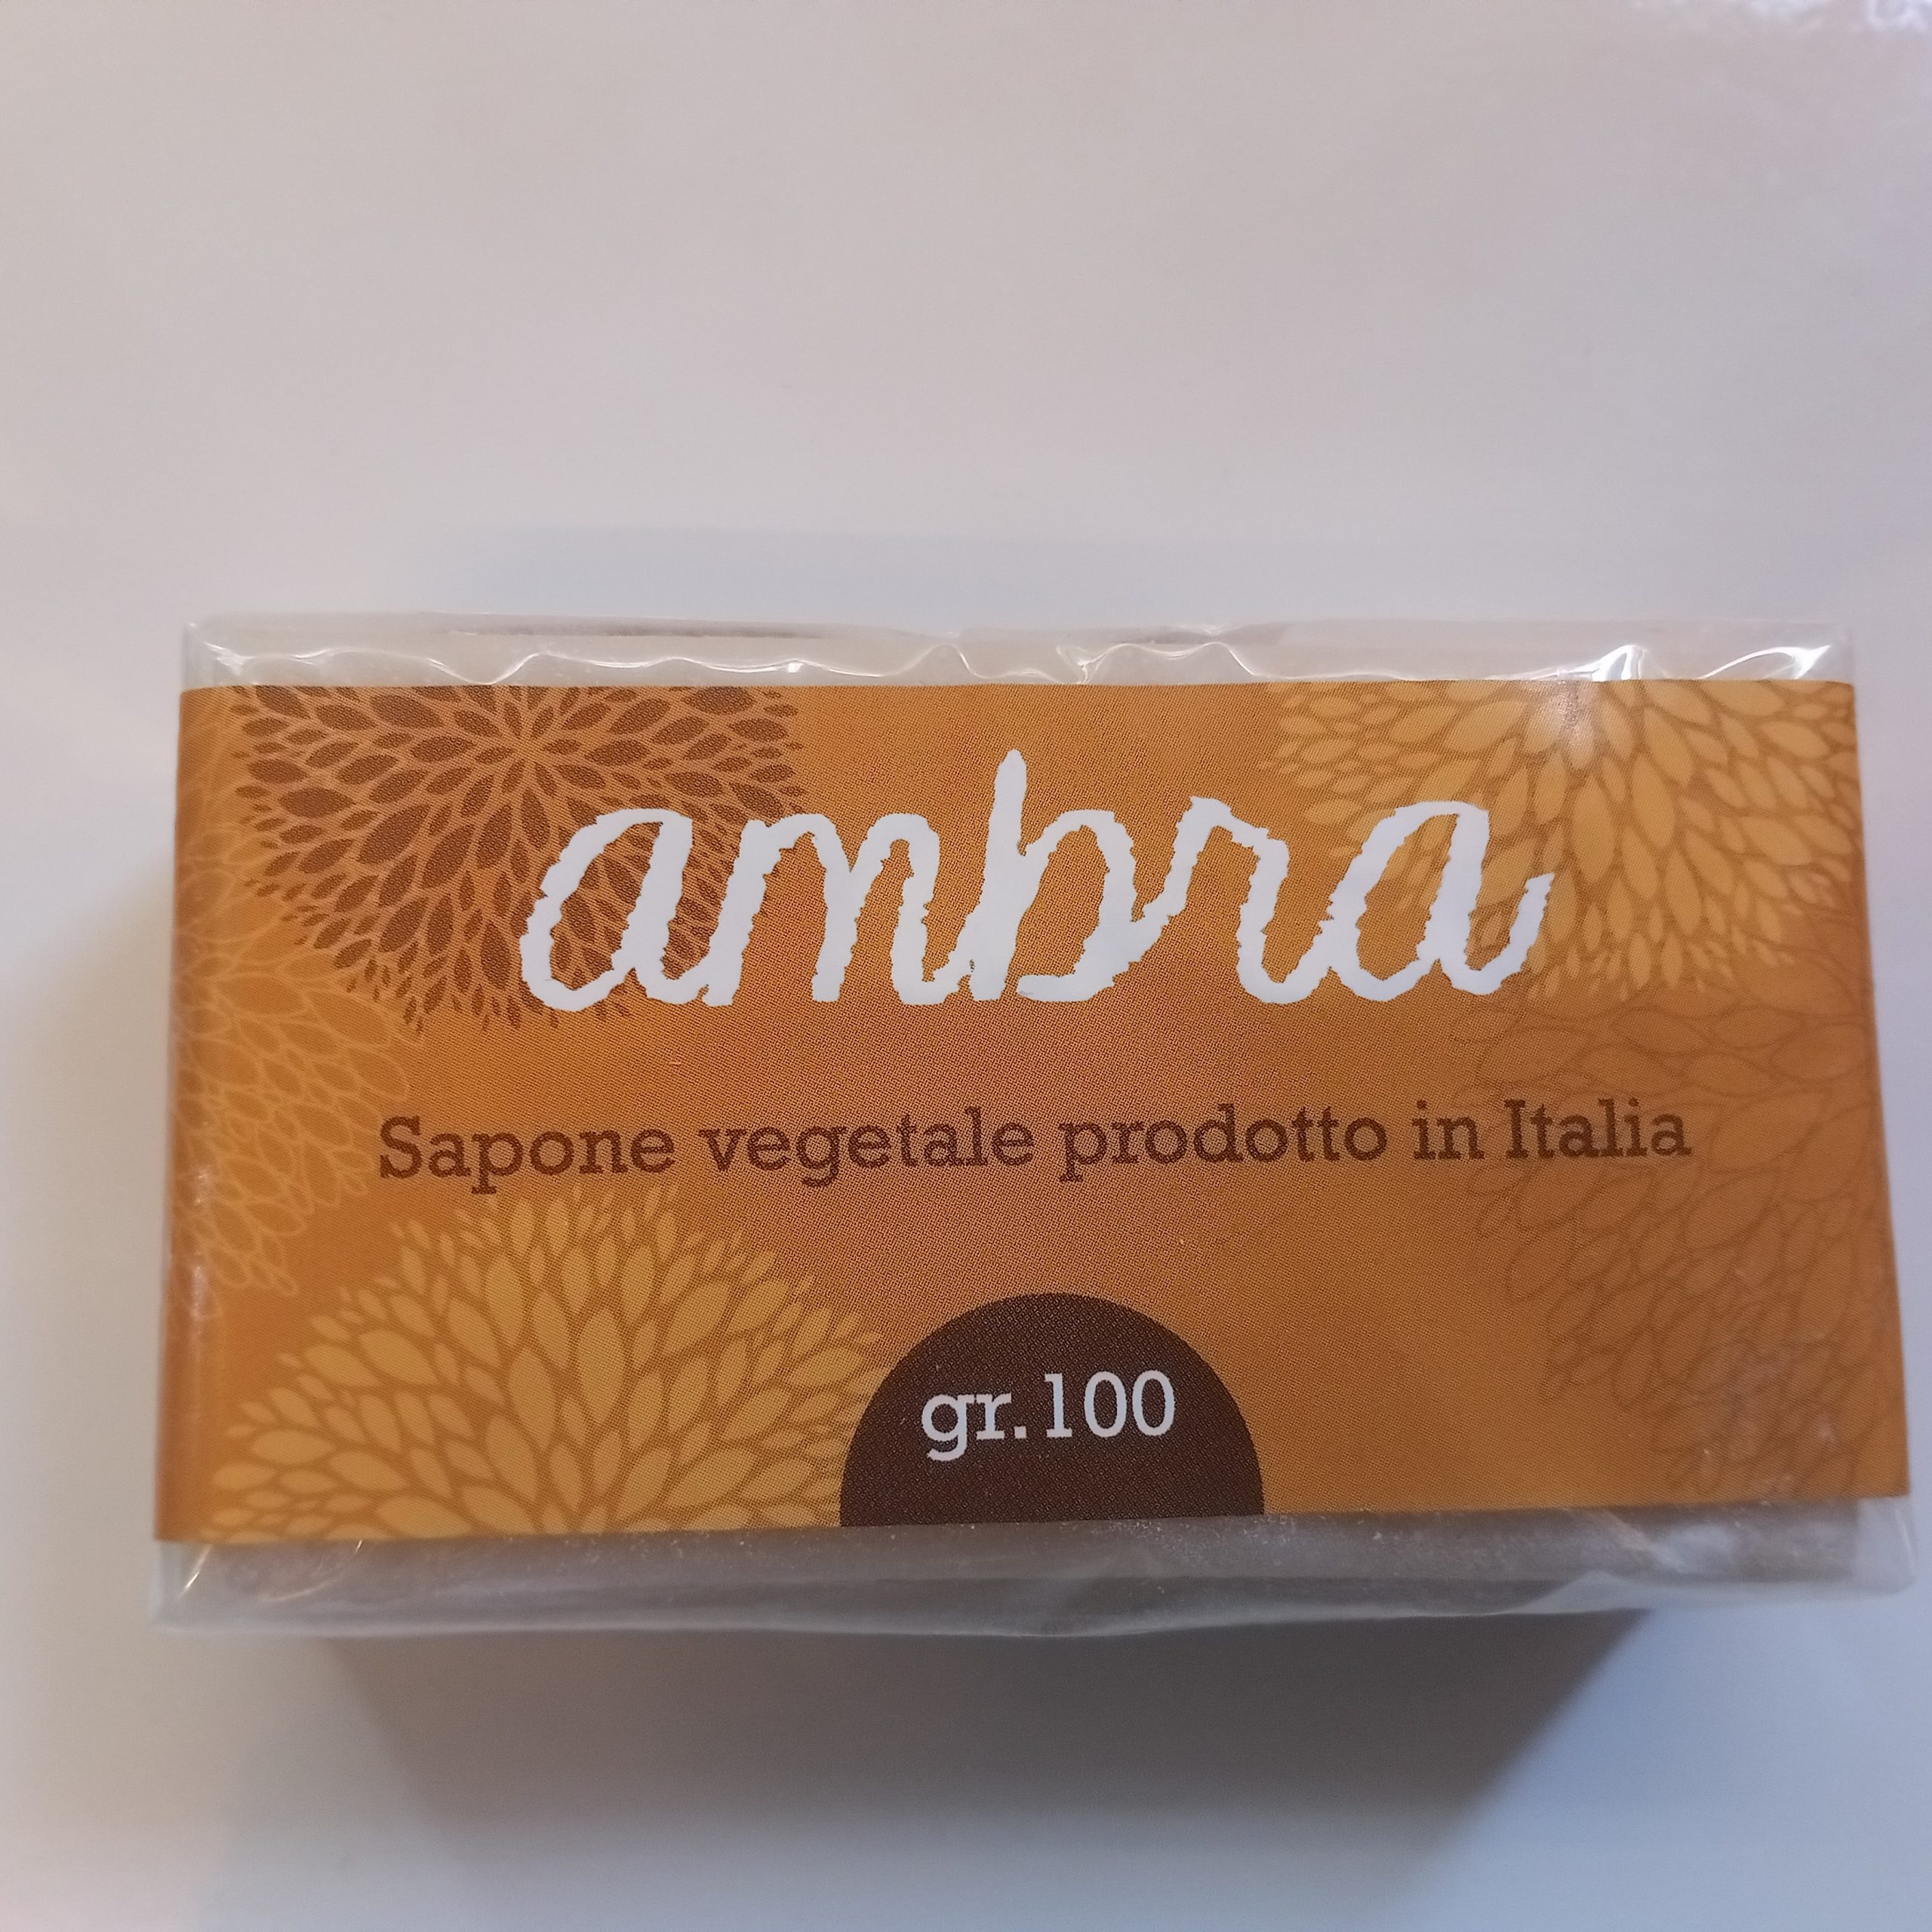 ambra
Sapone vegetale prodotto in Italia
gr.100